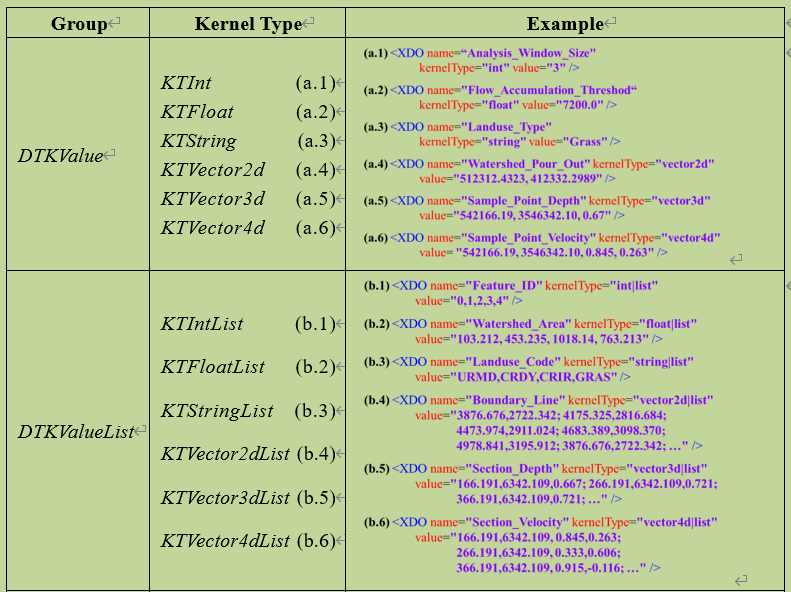 Group Kernel Type Example
DTKValue
KTInt (a.1)
KTFloat (a.2)
KTString (a.3)
KTVector2d (a.4)
KTVector3d (a.5)
KTVector4d (a.6)
(a.1) <XDO name=“Analysis_Window_Size"
kernelType="int" value="3" />
(a.2) <XDO name="Flow_Accumulation_Threshod“
kernelType="float" value="7200.0" />
(a.3) <XDO name="Landuse_Type"
kernelType="string" value="Grass" />
(a.4) <XDO name="Watershed_Pour_Out" kernelType="vector2d"
value="512312.4323, 412332.2989" />
(a.5) <XDO name="Sample_Point_Depth" kernelType="vector3d"
value="542166.19, 3546342.10, 0.67" />
(a.6) <XDO name="Sample_Point_Velocity" kernelType="vector4d"
value= "542166.19, 3546342.10, 0.845, 0.263" />
DTKValueList
KTIntList (b.1)
KTFloatList (b.2)
KTStringList (b.3)
KTVector2dList (b.4)
KTVector3dList (b.5)
KTVector4dList (b.6)
(b.1) <XDO name="Feature_ID" kernelType="int|list"
value="0,1,2,3,4" />
(b.2) <XDO name="Watershed_Area" kernelType="float|list"
value="103.212, 453.235, 1018.14, 763.213" />
(b.3) <XDO name="Landuse_Code" kernelType="string|list"
value="URMD,CRDY,CRIR,GRAS" />
(b.4) <XDO name="Boundary_Line" kernelType="vector2d|list"
value="3876.676,2722.342; 4175.325,2816.684;
4473.974,2911.024; 4683.389,3098.370;
4978.841,3195.912; 3876.676,2722.342; …" />
(b.5) <XDO name="Section_Depth" kernelType="vector3d|list"
value="166.191,6342.109,0.667; 266.191,6342.109,0.721;
366.191,6342.109,0.721; …" />
(b.6) <XDO name="Section_Velocity" kernelType="vector4d|list"
value="166.191,6342.109, 0.845,0.263;
266.191,6342.109, 0.333,0.606;
366.191,6342.109, 0.915,-0.116; …" />